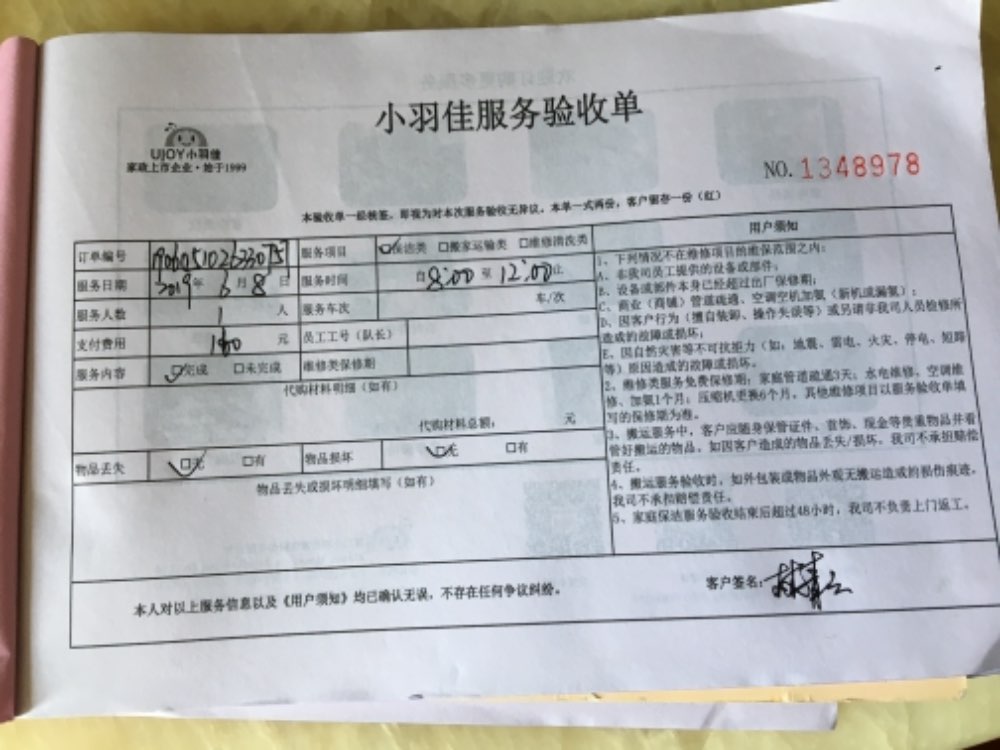 小羽佳服务验收单
UJOY小羽佳
家政上市企业·始于1999
NO. 1348978
本验收单一经核签，即视为对本次服务验收无异议，本单一式两份，客户留存一份（红）
订单编号
服务项目 ☑保洁类 □搬家运输类 □维修清洗类
服务日期 2019年 6月 8日
服务时间 自8:00 至 12:00止
服务人数 1 人
服务车次 车/次
支付费用 160 元
员工工号（队长）
服务内容 ☑完成 □未完成
维修类保修期
代购材料明细（如有）
代购材料总额： 元
物品丢失 ☑无 □有
物品损坏 ☑无 □有
物品丢失或损坏明细填写（如有）
用户须知
1、下列情况不在维修项目的维保范围之内：
A、非我司员工提供的设备或部件；
B、设备或部件本身已经超过出厂保修期；
C、商业（商铺）管道疏通、空调空机加氨（新机或漏氨）；
D、因客户行为（擅自装卸、操作失误等）或另请非我司人员检修所
造成的故障或损坏；
E、因自然灾害等不可抗拒力（如：地震、雷电、火灾、停电、短路
等）原因造成的故障或损坏。
2、维修类服务免费保修期：家庭管道疏通3天；水电维修、空调维
修、加氨1个月；压缩机更换6个月，其他维修项目以服务验收单填
写的保修期为准。
3、搬运服务中，客户应随身保管证件、首饰、现金等贵重物品并看
管好搬运的物品，如因客户造成的物品丢失/损坏，我司不承担赔偿
责任。
4、搬运服务验收时，如外包装或物品外观无搬运造成的损伤痕迹，
我司不承担赔偿责任。
5、家庭保洁服务验收结束后超过48小时，我司不负责上门返工。
本人对以上服务信息以及《用户须知》均已确认无误，不存在任何争议纠纷。
客户签名：